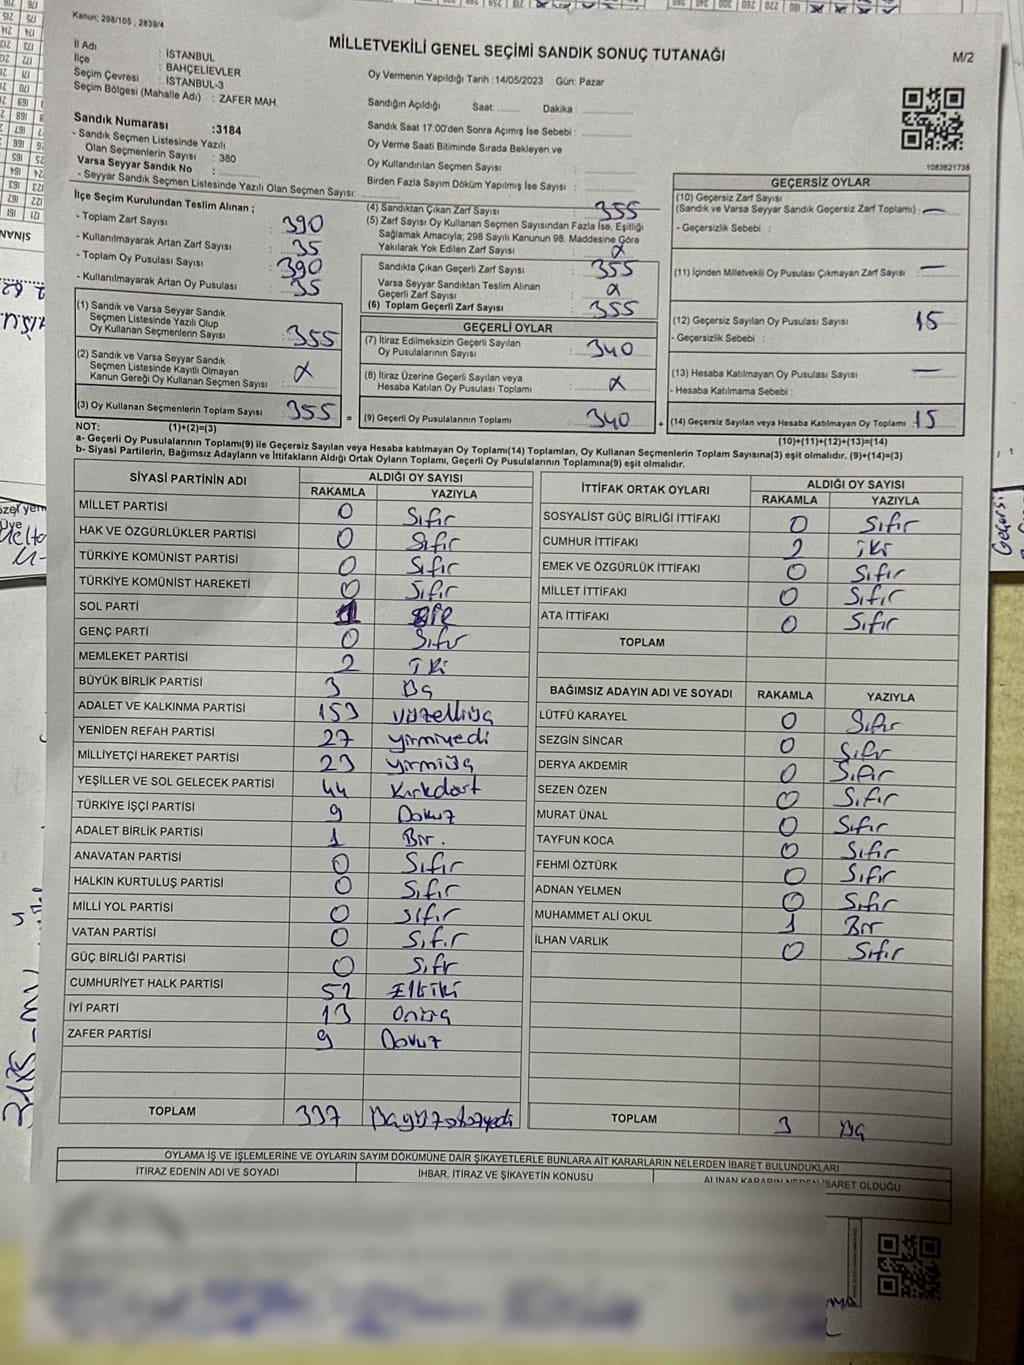 Kanun; 298/105 , 2839/4
MİLLETVEKİLİ GENEL SEÇİMİ SANDIK SONUÇ TUTANAĞI
M/2
İl Adı : İSTANBUL
İlçe : BAHÇELİEVLER
Seçim Çevresi : İSTANBUL-3
Seçim Bölgesi (Mahalle Adı) : ZAFER MAH.
Sandık Numarası :3184
- Sandık Seçmen Listesinde Yazılı
Olan Seçmenlerin Sayısı : 380
Varsa Seyyar Sandık No :
- Seyyar Sandık Seçmen Listesinde Yazılı Olan Seçmen Sayısı:
Oy Vermenin Yapıldığı Tarih :14/05/2023 Gün: Pazar
Sandığın Açıldığı Saat: Dakika :
Sandık Saat 17:00'den Sonra Açımış İse Sebebi :
Oy Verme Saati Bitiminde Sırada Bekleyen ve
Oy Kullandırılan Seçmen Sayısı :
Birden Fazla Sayım Döküm Yapılmış İse Sayısı :
1083621735
İlçe Seçim Kurulundan Teslim Alınan ;
- Toplam Zarf Sayısı : 390
- Kullanılmayarak Artan Zarf Sayısı : 35
- Toplam Oy Pusulası Sayısı : 390
- Kullanılmayarak Artan Oy Pusulası : 35
(1) Sandık ve Varsa Seyyar Sandık
Seçmen Listesinde Yazılı Olup
Oy Kullanan Seçmenlerin Sayısı : 355
(2) Sandık ve Varsa Seyyar Sandık
Seçmen Listesinde Kayıtlı Olmayan
Kanun Gereği Oy Kullanan Seçmen Sayısı :
(3) Oy Kullanan Seçmenlerin Toplam Sayısı : 355 =
(4) Sandıktan Çıkan Zarf Sayısı : 355
(5) Zarf Sayısı Oy Kullanan Seçmen Sayısından Fazla İse, Eşitliği
Sağlamak Amacıyla; 298 Sayılı Kanunun 98. Maddesine Göre
Yakılarak Yok Edilen Zarf Sayısı :
Sandıkta Çıkan Geçerli Zarf Sayısı : 355
Varsa Seyyar Sandıktan Teslim Alınan
Geçerli Zarf Sayısı :
(6) Toplam Geçerli Zarf Sayısı : 355
GEÇERLİ OYLAR
(7) İtiraz Edilmeksizin Geçerli Sayılan
Oy Pusulalarının Sayısı : 340
(8) İtiraz Üzerine Geçerli Sayılan veya
Hesaba Katılan Oy Pusulası Toplamı :
(9) Geçerli Oy Pusulalarının Toplamı : 340 +
GEÇERSİZ OYLAR
(10) Geçersiz Zarf Sayısı
(Sandık ve Varsa Seyyar Sandık Geçersiz Zarf Toplamı) : —
- Geçersizlik Sebebi :
(11) İçinden Milletvekili Oy Pusulası Çıkmayan Zarf Sayısı : —
(12) Geçersiz Sayılan Oy Pusulası Sayısı : 15
- Geçersizlik Sebebi :
(13) Hesaba Katılmayan Oy Pusulası Sayısı : —
- Hesaba Katılmama Sebebi :
(14) Geçersiz Sayılan veya Hesaba Katılmayan Oy Toplamı : 15
NOT: (1)+(2)=(3)
(10)+(11)+(12)+(13)=(14)
a- Geçerli Oy Pusulalarının Toplamı(9) ile Geçersiz Sayılan veya Hesaba katılmayan Oy Toplamı(14) Toplamları, Oy Kullanan Seçmenlerin Toplam Sayısına(3) eşit olmalıdır. (9)+(14)=(3)
b- Siyasi Partilerin, Bağımsız Adayların ve İttifakların Aldığı Ortak Oyların Toplamı, Geçerli Oy Pusulalarının Toplamına(9) eşit olmalıdır.
SİYASİ PARTİNİN ADI ALDIĞI OY SAYISI
RAKAMLA YAZIYLA
MİLLET PARTİSİ 0 Sıfır
HAK VE ÖZGÜRLÜKLER PARTİSİ 0 Sıfır
TÜRKİYE KOMÜNİST PARTİSİ 0 Sıfır
TÜRKİYE KOMÜNİST HAREKETİ 0 Sıfır
SOL PARTİ 1
GENÇ PARTİ 0 Sıfır
MEMLEKET PARTİSİ 2 İki
BÜYÜK BİRLİK PARTİSİ 3 Üç
ADALET VE KALKINMA PARTİSİ 153 yüzelliüç
YENİDEN REFAH PARTİSİ 27 yirmiyedi
MİLLİYETÇİ HAREKET PARTİSİ 23 yirmiüç
YEŞİLLER VE SOL GELECEK PARTİSİ 44 Kırkdört
TÜRKİYE İŞÇİ PARTİSİ 9 Dokuz
ADALET BİRLİK PARTİSİ 1 Bir.
ANAVATAN PARTİSİ 0 Sıfır
HALKIN KURTULUŞ PARTİSİ 0 Sıfır
MİLLİ YOL PARTİSİ 0 sıfır
VATAN PARTİSİ 0 Sıfır
GÜÇ BİRLİĞİ PARTİSİ 0 Sıfır
CUMHURİYET HALK PARTİSİ 52 Elliiki
İYİ PARTİ 13 Onüç
ZAFER PARTİSİ 9 Dokuz
TOPLAM 337 Üçyüzotuzyedi
İTTİFAK ORTAK OYLARI ALDIĞI OY SAYISI
RAKAMLA YAZIYLA
SOSYALİST GÜÇ BİRLİĞİ İTTİFAKI 0 Sıfır
CUMHUR İTTİFAKI 2 iki
EMEK VE ÖZGÜRLÜK İTTİFAKI 0 Sıfır
MİLLET İTTİFAKI 0 Sıfır
ATA İTTİFAKI 0 Sıfır
TOPLAM
BAĞIMSIZ ADAYIN ADI VE SOYADI RAKAMLA YAZIYLA
LÜTFÜ KARAYEL 0 Sıfır
SEZGİN SİNCAR 0 Sıfır
DERYA AKDEMİR 0 Sıfır
SEZEN ÖZEN 0 Sıfır
MURAT ÜNAL 0 Sıfır
TAYFUN KOCA 0 Sıfır
FEHMİ ÖZTÜRK 0 Sıfır
ADNAN YELMEN 0 Sıfır
MUHAMMET ALİ OKUL 1 Bir
İLHAN VARLIK 0 Sıfır
TOPLAM 3 Üç
OYLAMA İŞ VE İŞLEMLERİNE VE OYLARIN SAYIM DÖKÜMÜNE DAİR ŞİKAYETLERLE BUNLARA AİT KARARLARIN NELERDEN İBARET BULUNDUKLARI
İTİRAZ EDENİN ADI VE SOYADI İHBAR, İTİRAZ VE ŞİKAYETİN KONUSU ALINAN KARARIN NEDEN İBARET OLDUĞU